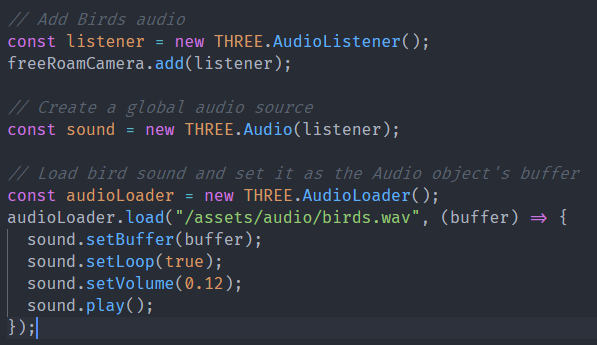 // Add Birds audio
const listener = new THREE.AudioListener();
freeRoamCamera.add(listener);
// Create a global audio source
const sound = new THREE.Audio(listener);
// Load bird sound and set it as the Audio object's buffer
const audioLoader = new THREE.AudioLoader();
audioLoader.load("/assets/audio/birds.wav", (buffer) => {
  sound.setBuffer(buffer);
  sound.setLoop(true);
  sound.setVolume(0.12);
  sound.play();
});